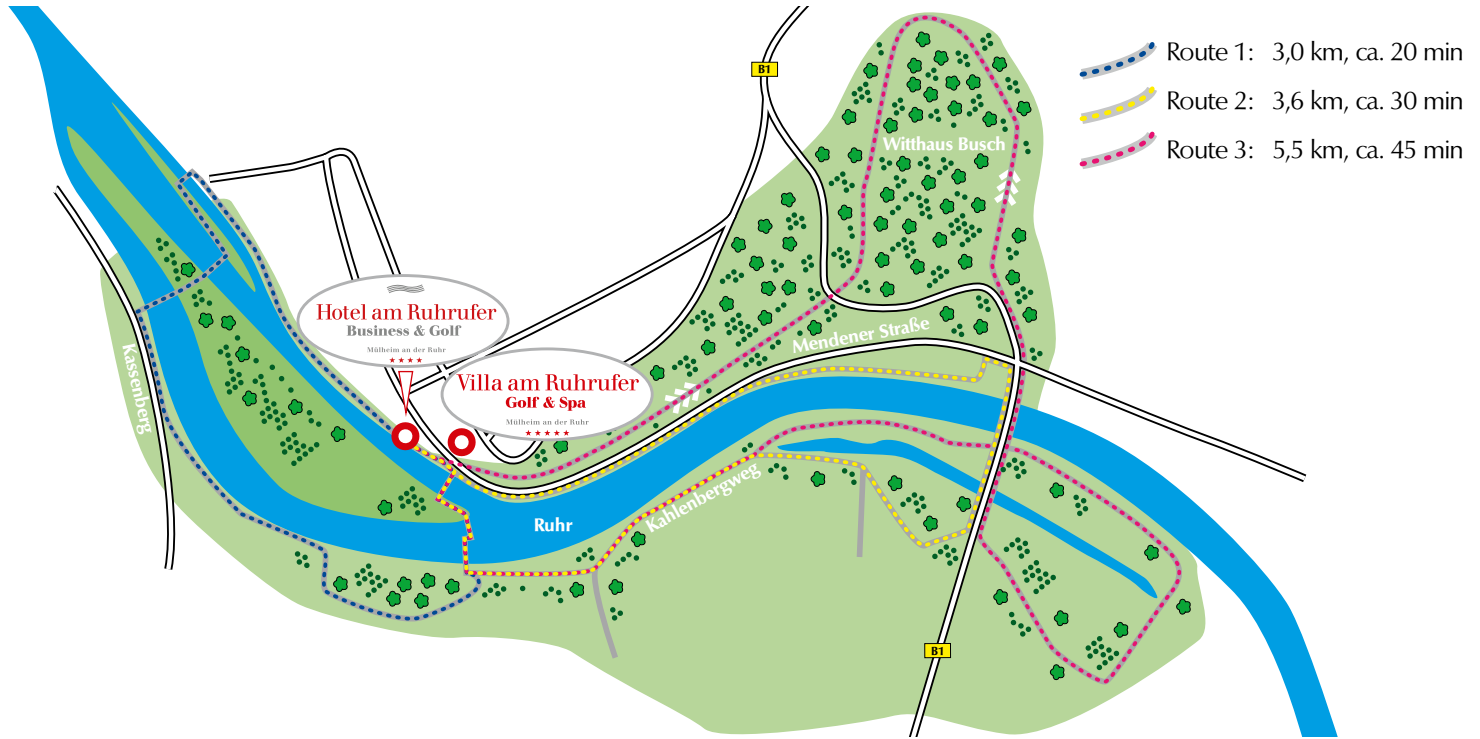 Route 1: 3,0 km, ca. 20 min
Route 2: 3,6 km, ca. 30 min
Route 3: 5,5 km, ca. 45 min
B1
Witthaus Busch
Hotel am Ruhrufer
Business & Golf
Mülheim an der Ruhr
★★★★
Mendener Straße
Kassenberg
Villa am Ruhrufer
Golf & Spa
Mülheim an der Ruhr
★★★★★
Kahlenbergweg
Ruhr
B1